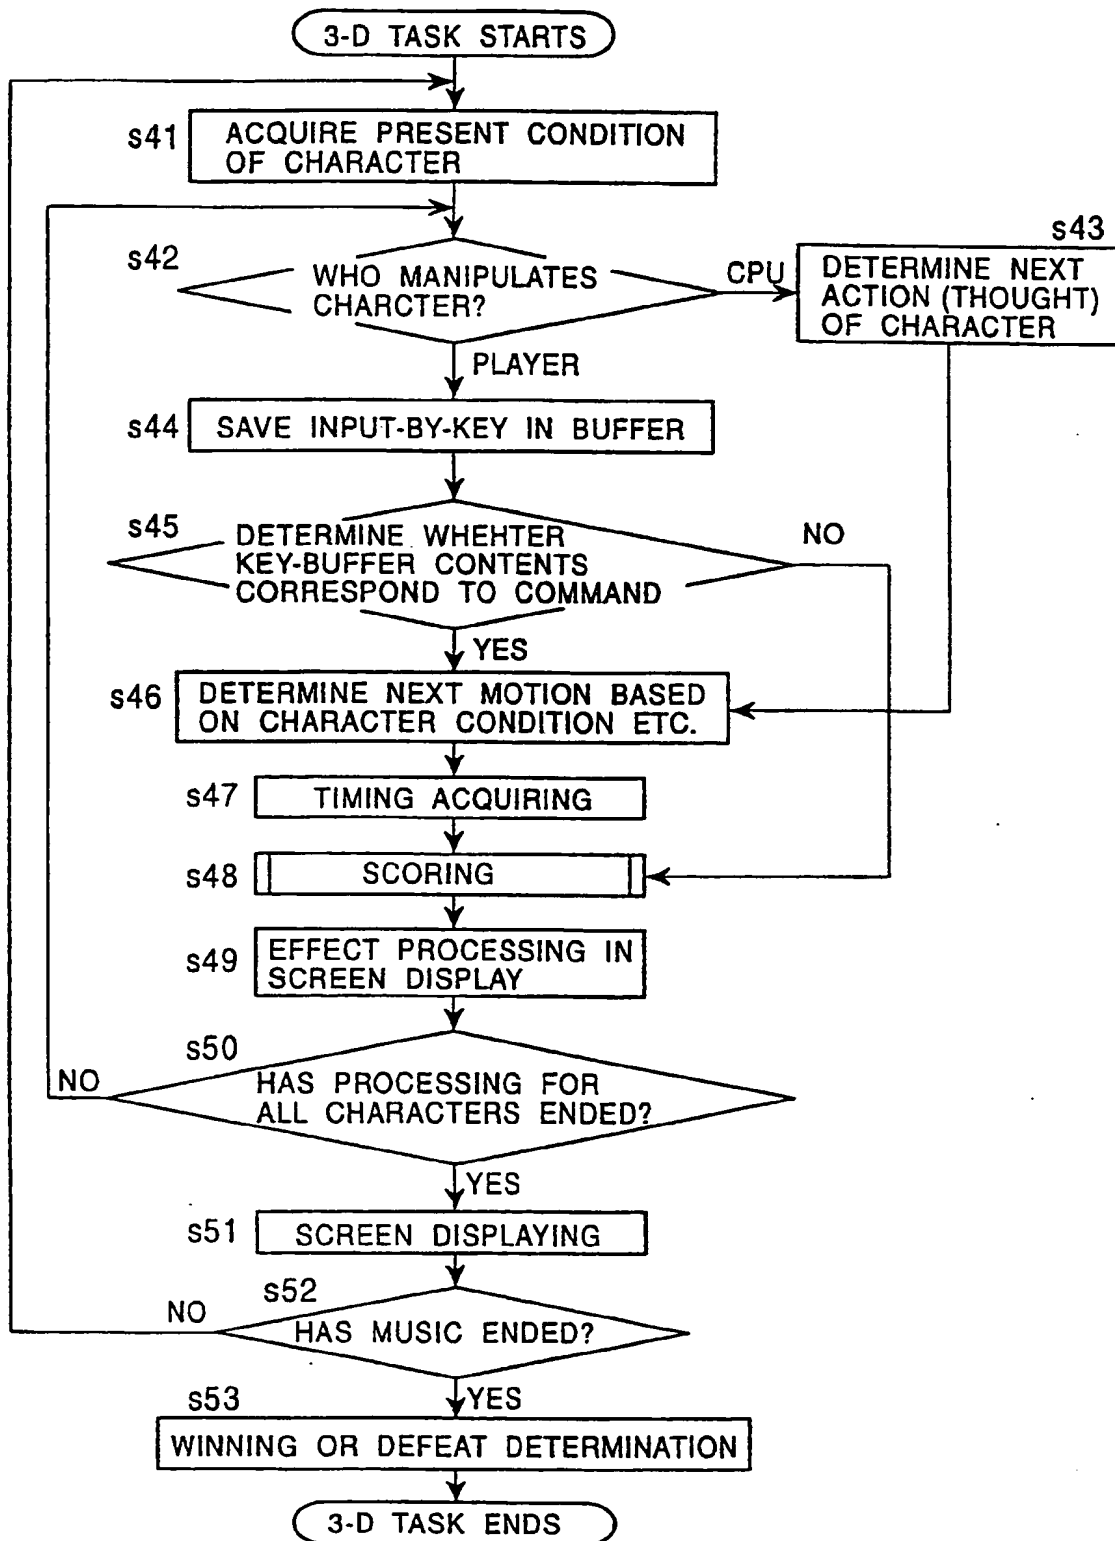 3-D TASK STARTS
s41
ACQUIRE PRESENT CONDITION
OF CHARACTER
s42
WHO MANIPULATES
CHARCTER?
CPU
s43
DETERMINE NEXT
ACTION (THOUGHT)
OF CHARACTER
PLAYER
s44
SAVE INPUT-BY-KEY IN BUFFER
s45
DETERMINE WHEHTER
KEY-BUFFER CONTENTS
CORRESPOND TO COMMAND
NO
YES
s46
DETERMINE NEXT MOTION BASED
ON CHARACTER CONDITION ETC.
s47
TIMING ACQUIRING
s48
SCORING
s49
EFFECT PROCESSING IN
SCREEN DISPLAY
s50
NO
HAS PROCESSING FOR
ALL CHARACTERS ENDED?
YES
s51
SCREEN DISPLAYING
s52
NO
HAS MUSIC ENDED?
YES
s53
WINNING OR DEFEAT DETERMINATION
3-D TASK ENDS